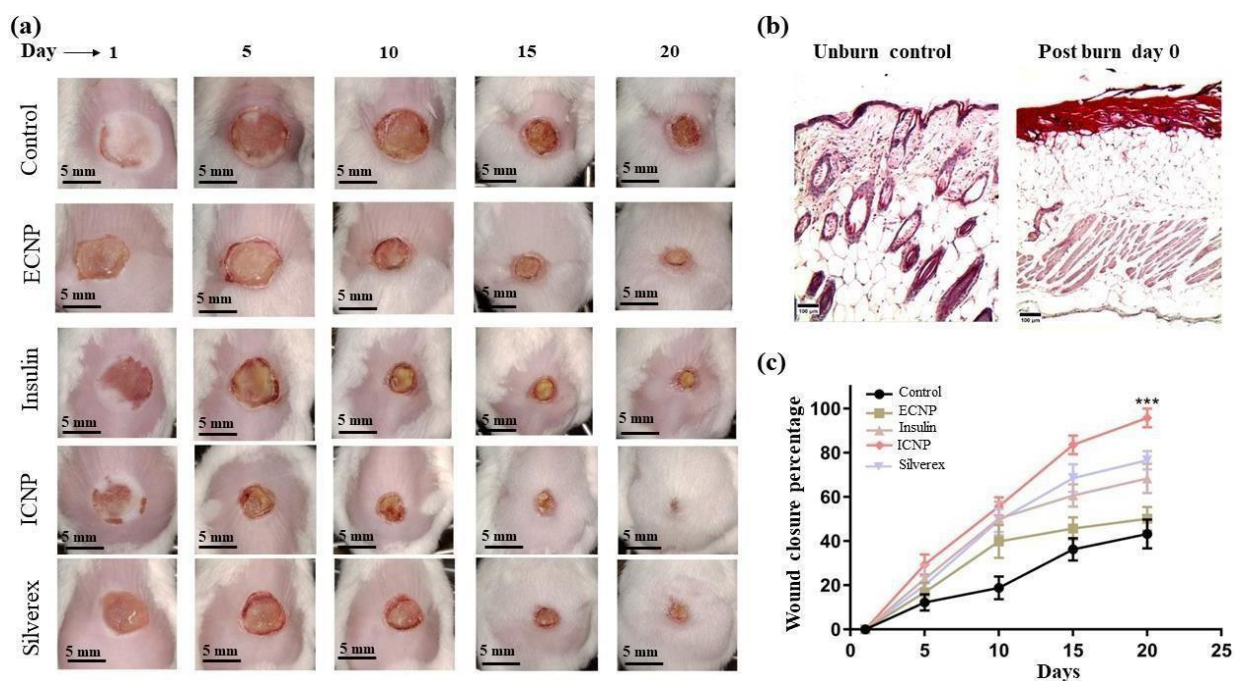 (a)
Day → 1 5 10 15 20
Control
5 mm 5 mm 5 mm 5 mm 5 mm
ECNP
5 mm 5 mm 5 mm 5 mm 5 mm
Insulin
5 mm 5 mm 5 mm 5 mm 5 mm
ICNP
5 mm 5 mm 5 mm 5 mm 5 mm
Silverex
5 mm 5 mm 5 mm 5 mm 5 mm
(b)
Unburn control Post burn day 0
100 µm 100 µm
(c)
Control
ECNP
Insulin
ICNP
Silverex
***
Wound closure percentage
100
80
60
40
20
0
0 5 10 15 20 25
Days